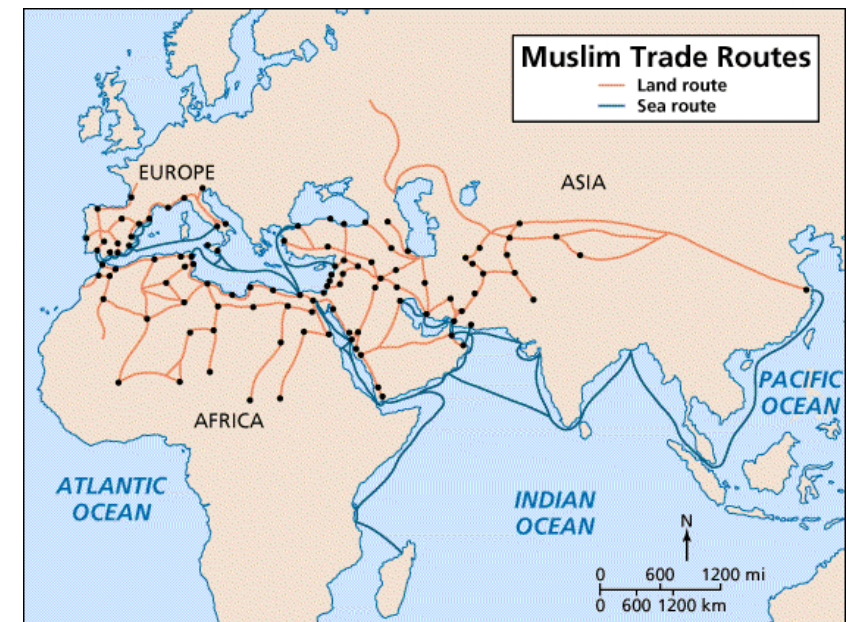 Muslim Trade Routes
Land route
Sea route
EUROPE
ASIA
AFRICA
PACIFIC
OCEAN
ATLANTIC
OCEAN
INDIAN
OCEAN
N
0 600 1200 mi
0 600 1200 km